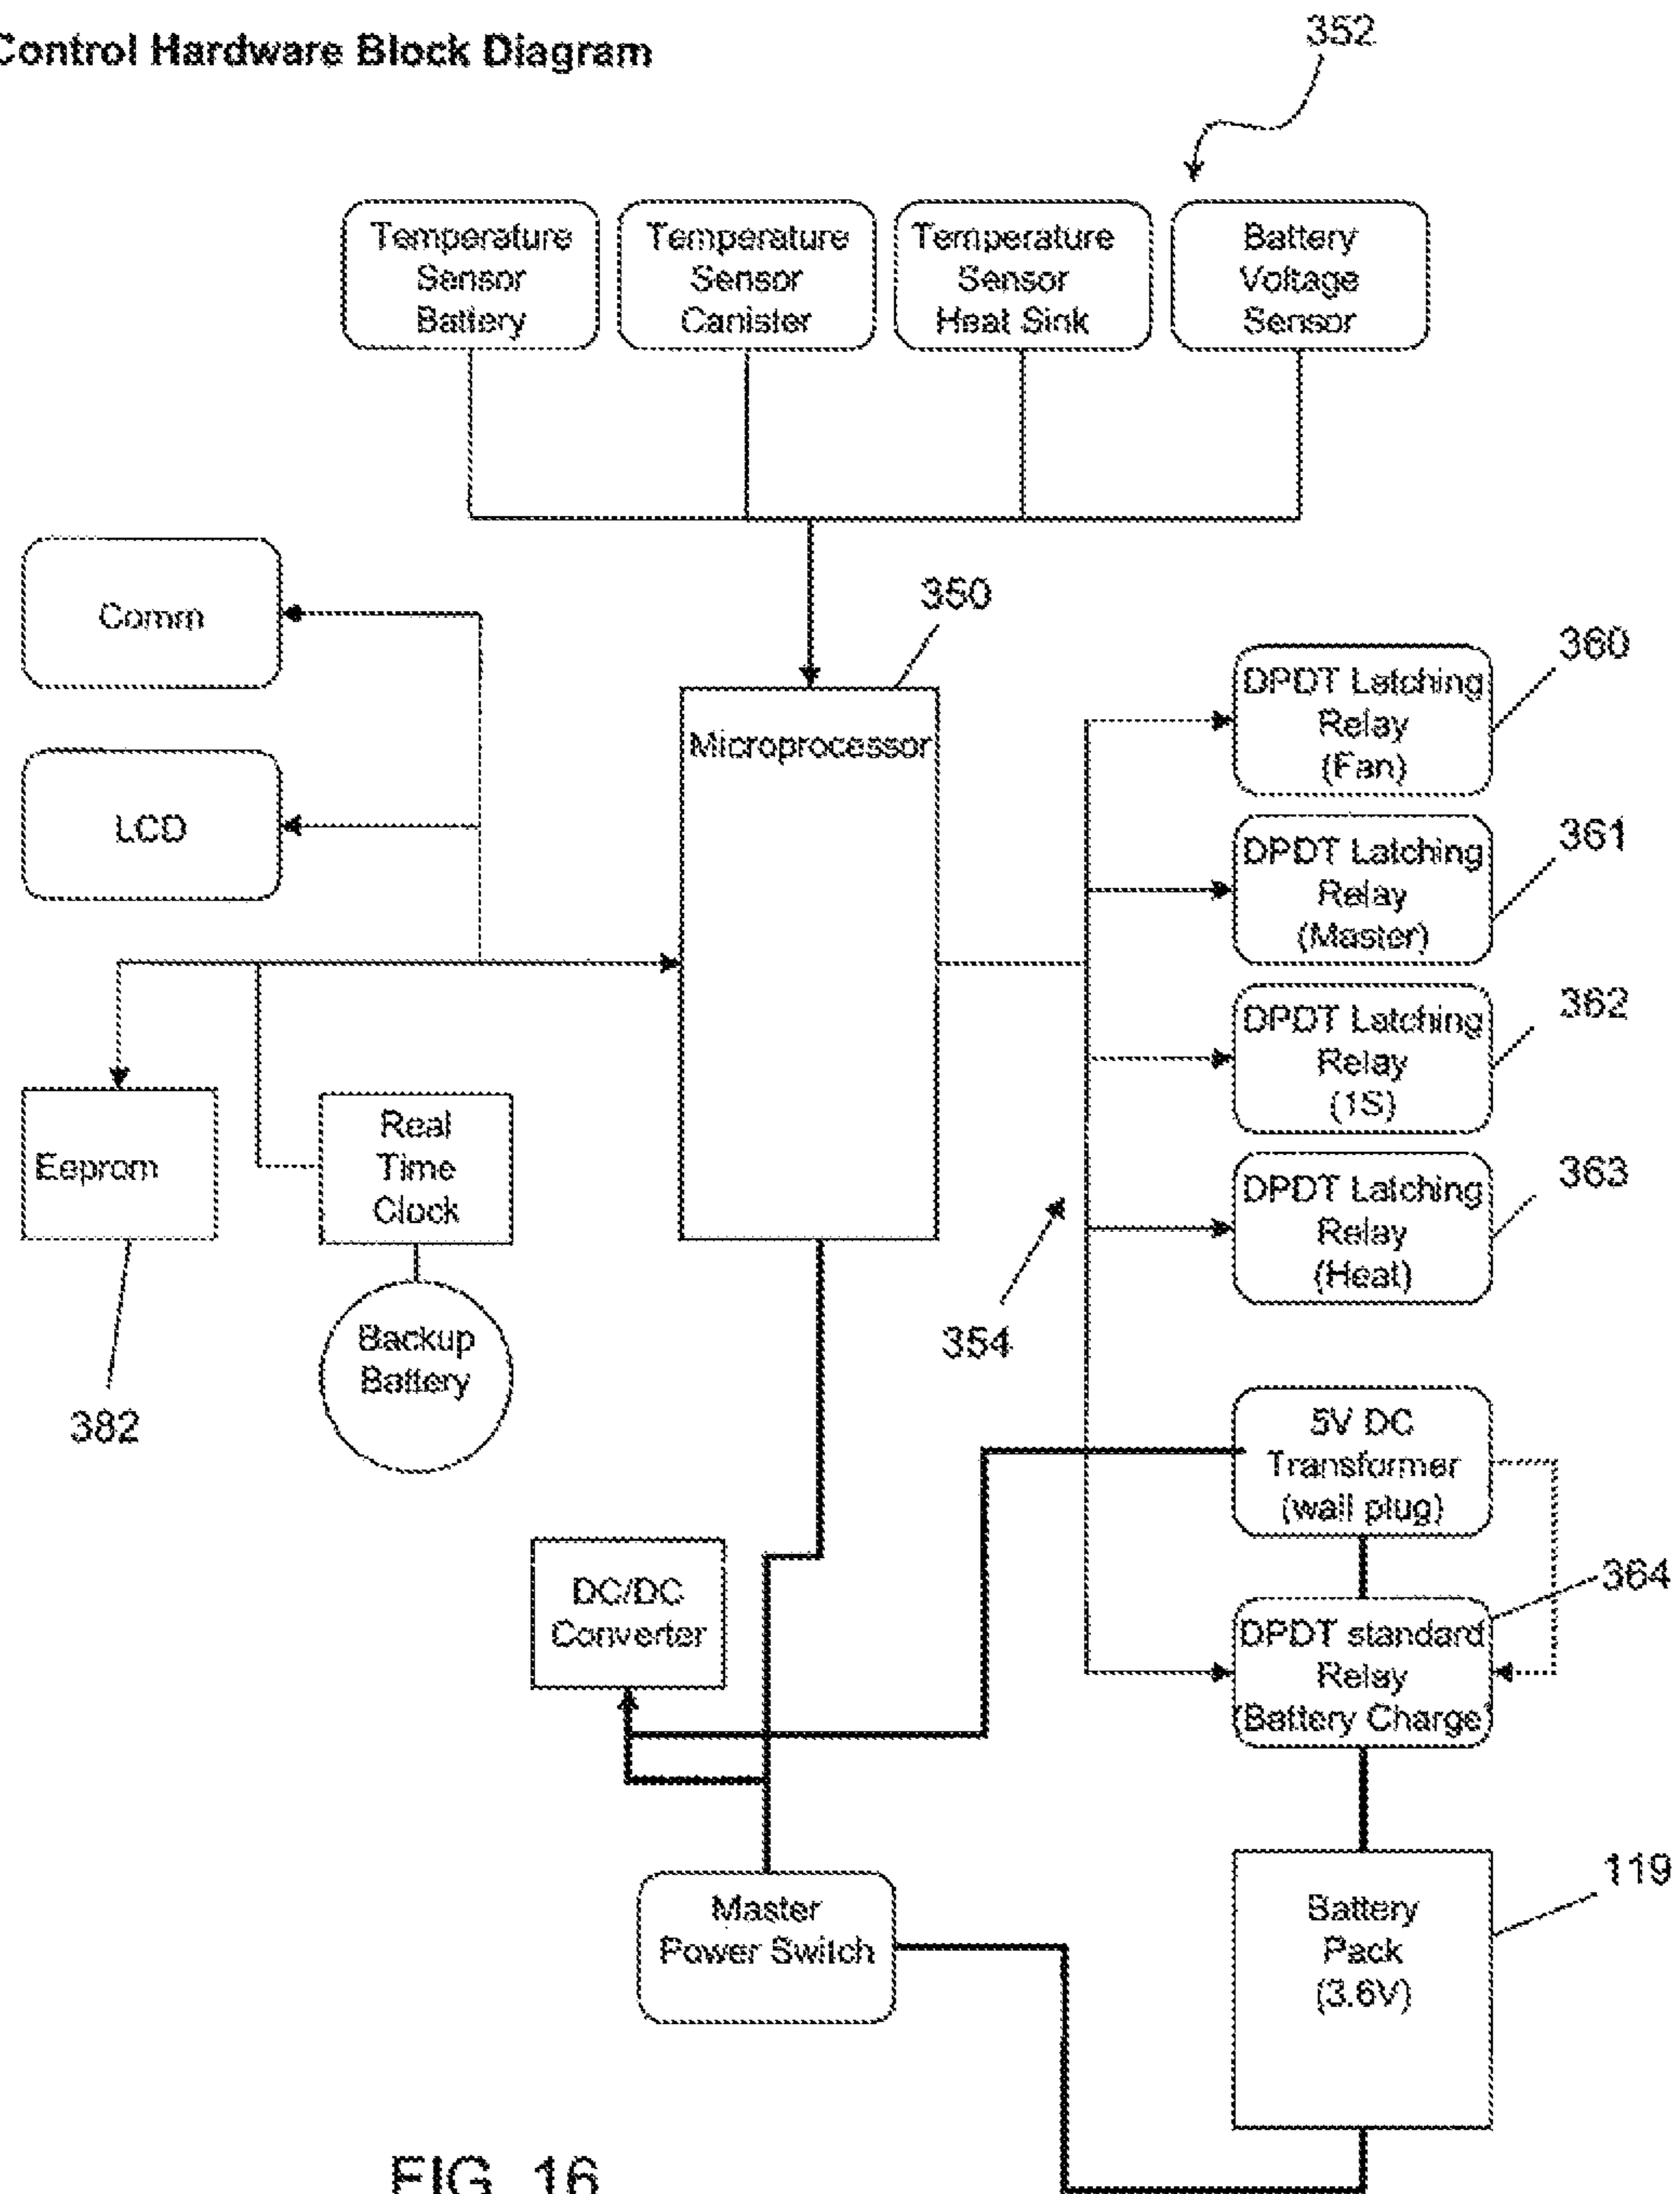 Control Hardware Block Diagram
352
Temperature
Sensor
Battery
Temperature
Sensor
Canister
Temperature
Sensor
Heat Sink
Battery
Voltage
Sensor
Comm
LCD
350
Microprocessor
DPDT Latching
Relay
(Fan)
360
DPDT Latching
Relay
(Master)
361
DPDT Latching
Relay
(1S)
362
DPDT Latching
Relay
(Heat)
363
354
Eeprom
382
Real
Time
Clock
Backup
Battery
5V DC
Transformer
(wall plug)
364
DPDT standard
Relay
(Battery Charge)
DC/DC
Converter
Master
Power Switch
Battery
Pack
(3.6V)
119
FIG. 16